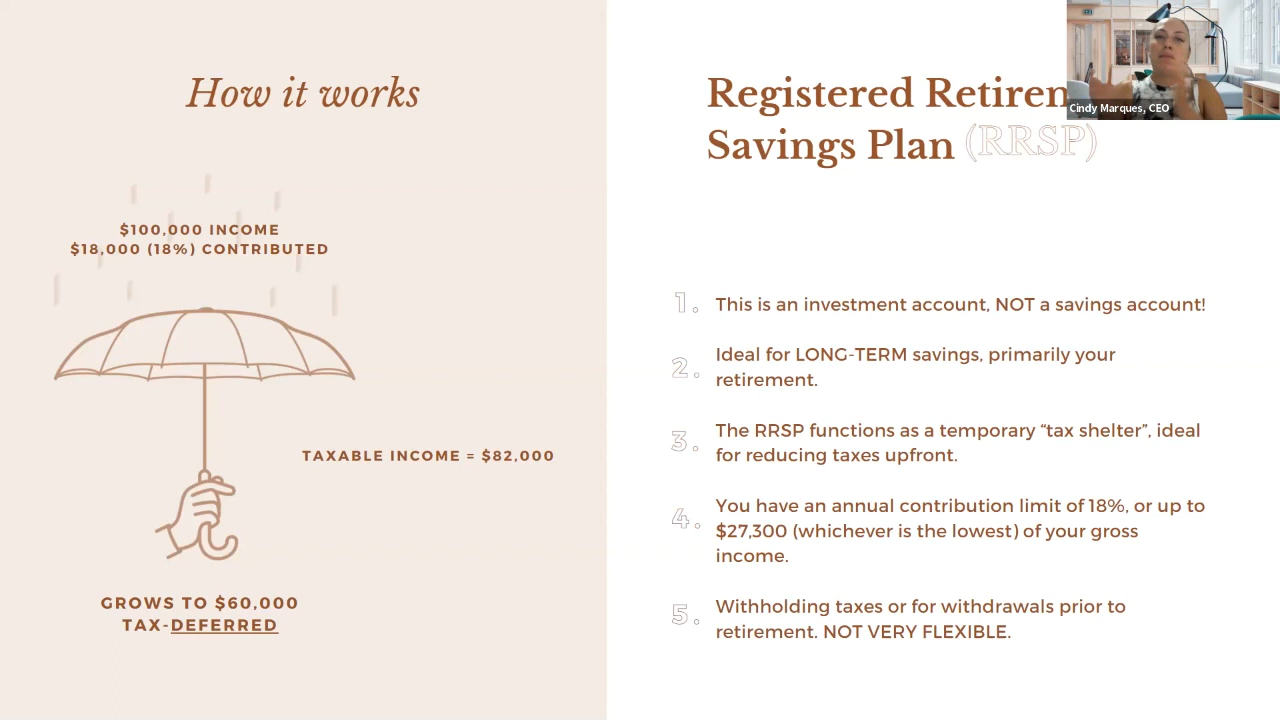 How it works
$100,000 INCOME
$18,000 (18%) CONTRIBUTED
TAXABLE INCOME = $82,000
GROWS TO $60,000
TAX-DEFERRED
Registered
Savings Plan (RRSP)
Cindy Marques, CEO
1. This is an investment account, NOT a savings account!
2. Ideal for LONG-TERM savings, primarily your
retirement.
3. The RRSP functions as a temporary “tax shelter”, ideal
for reducing taxes upfront.
4. You have an annual contribution limit of 18%, or up to
$27,300 (whichever is the lowest) of your gross
income.
5. Withholding taxes or for withdrawals prior to
retirement. NOT VERY FLEXIBLE.